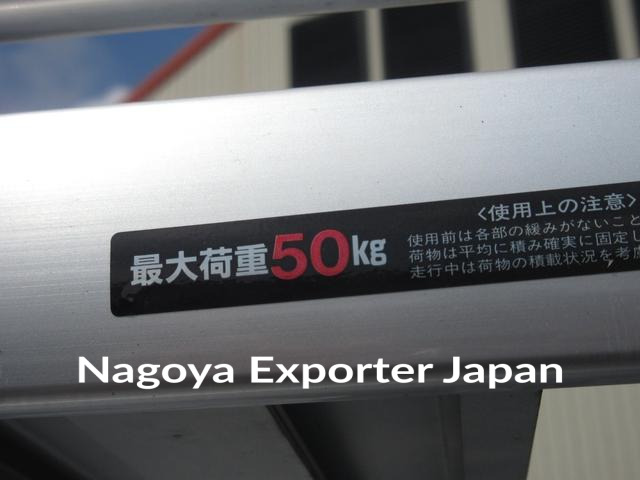 最大荷重50kg
<使用上の注意>
使用前は各部の緩みがないこと
荷物は平均に積み確実に固定し
走行中は荷物の積載状況を考慮
Nagoya Exporter Japan